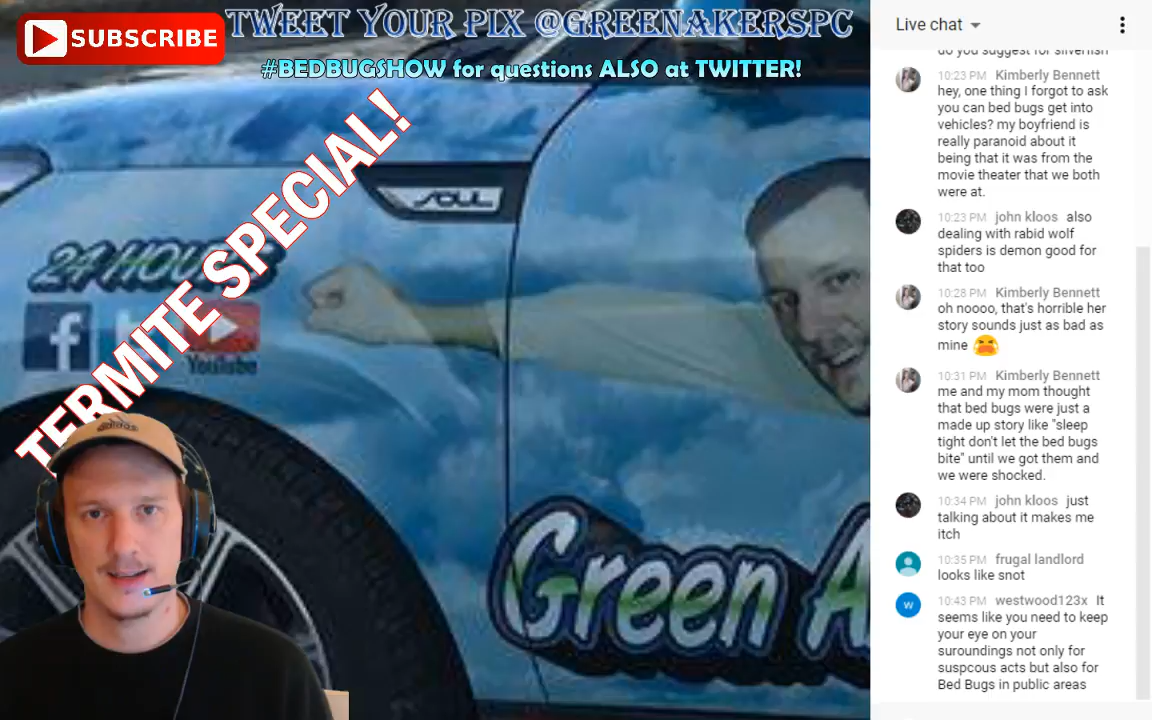 SUBSCRIBE
TWEET YOUR PIX @GREENAKERSPC
#BEDBUGSHOW for questions ALSO at TWITTER!
TERMITE SPECIAL!
SOUL
24 HOURS
f
Youtube
Green A
Live chat
do you suggest for silverfish
10:23 PM Kimberly Bennett
hey, one thing I forgot to ask
you can bed bugs get into
vehicles? my boyfriend is
really paranoid about it
being that it was from the
movie theater that we both
were at.
10:23 PM john kloos also
dealing with rabid wolf
spiders is demon good for
that too
10:28 PM Kimberly Bennett
oh noooo, that's horrible her
story sounds just as bad as
mine
10:31 PM Kimberly Bennett
me and my mom thought
that bed bugs were just a
made up story like "sleep
tight don't let the bed bugs
bite" until we got them and
we were shocked.
10:34 PM john kloos just
talking about it makes me
itch
10:35 PM frugal landlord
looks like snot
W
10:43 PM westwood123x It
seems like you need to keep
your eye on your
suroundings not only for
suspcous acts but also for
Bed Bugs in public areas